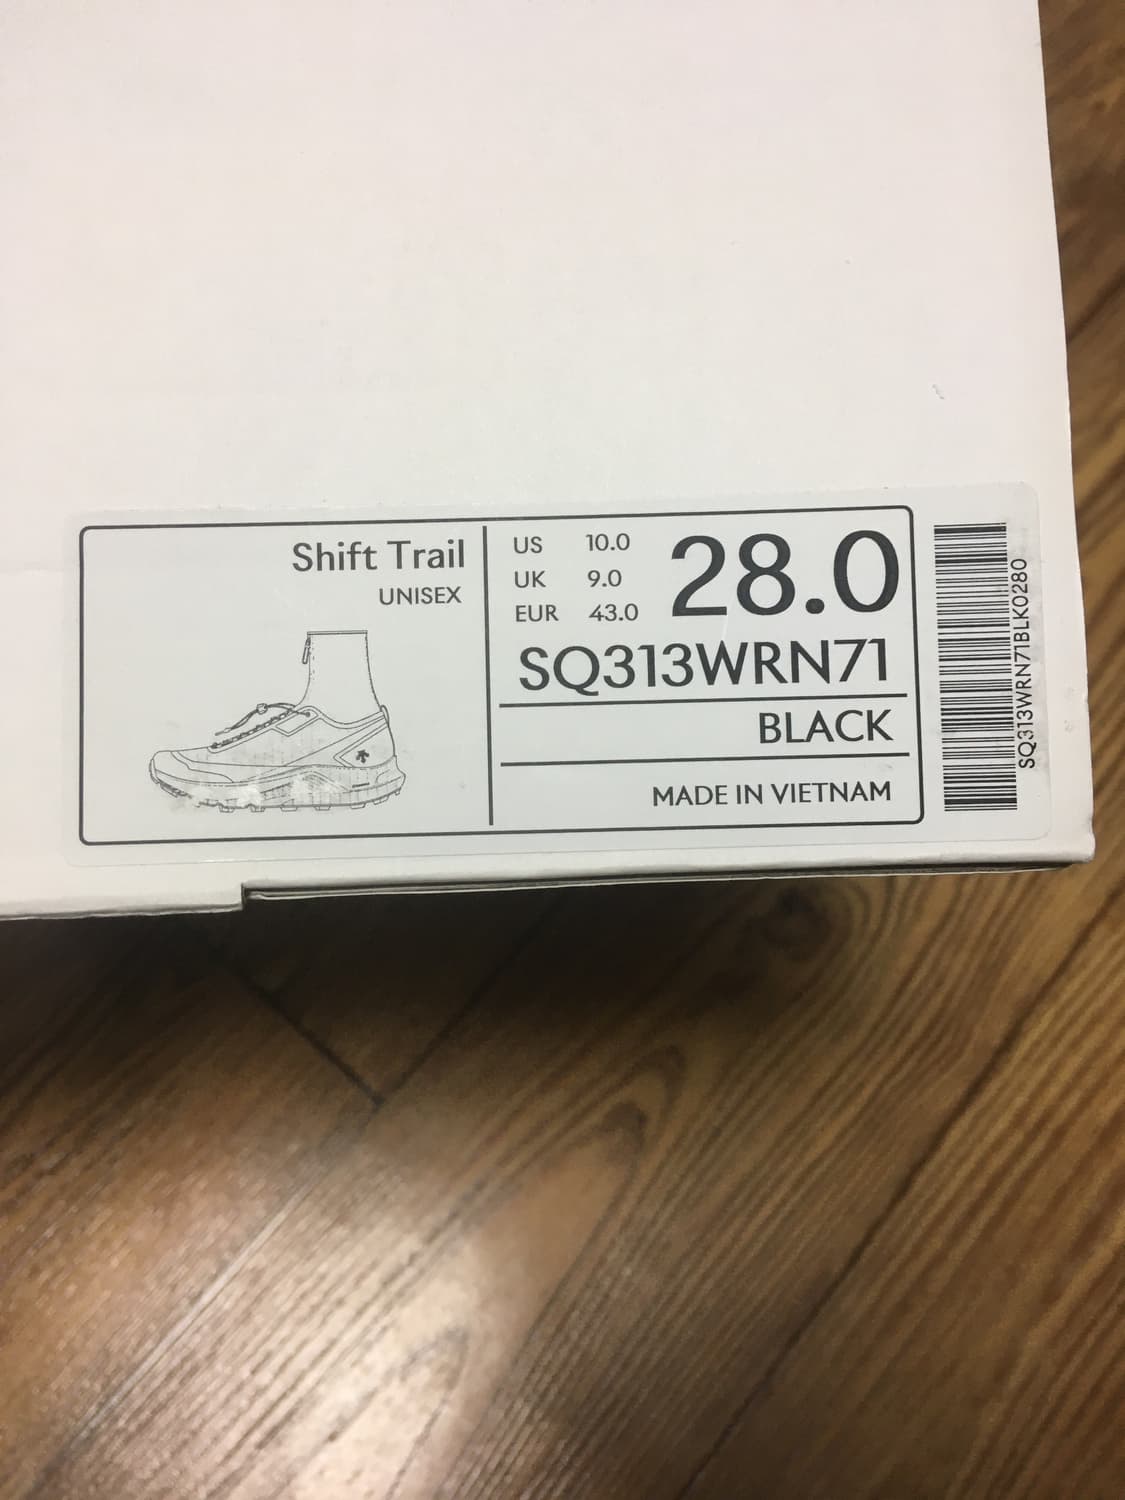 Shift Trail
UNISEX
US 10.0
UK 9.0
EUR 43.0
28.0
SQ313WRN71
BLACK
MADE IN VIETNAM
SQ313WRN71BLK0280